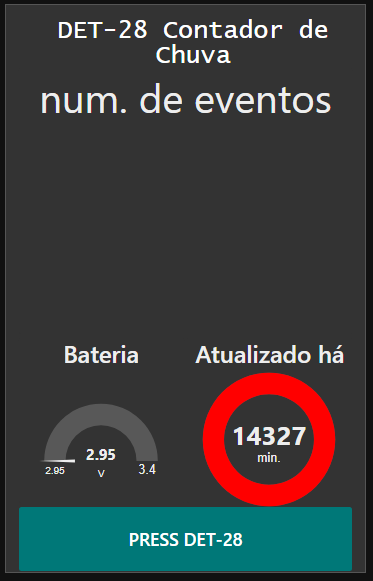 DET-28 Contador de
Chuva
num. de eventos
Bateria
Atualizado há
2.95
V
2.95
3.4
14327
min.
PRESS DET-28